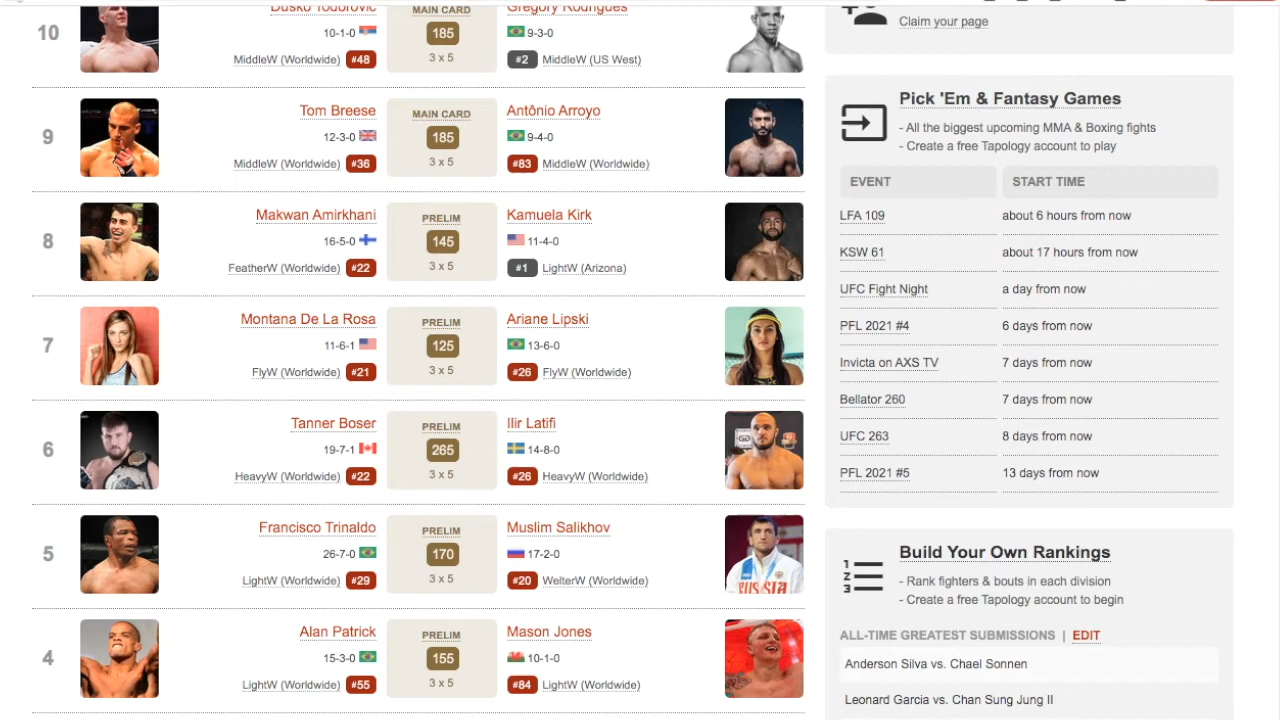 Dusko Todorovic
MAIN CARD
Gregory Rodrigues
10
10-1-0
185
9-3-0
MiddleW (Worldwide) #48
3 x 5
#2 MiddleW (US West)
Tom Breese
MAIN CARD
Antônio Arroyo
9
12-3-0
185
9-4-0
MiddleW (Worldwide) #36
3 x 5
#83 MiddleW (Worldwide)
Makwan Amirkhani
PRELIM
Kamuela Kirk
8
16-5-0
145
11-4-0
FeatherW (Worldwide) #22
3 x 5
#1 LightW (Arizona)
Montana De La Rosa
PRELIM
Ariane Lipski
7
11-6-1
125
13-6-0
FlyW (Worldwide) #21
3 x 5
#26 FlyW (Worldwide)
Tanner Boser
PRELIM
Ilir Latifi
6
19-7-1
265
14-8-0
HeavyW (Worldwide) #22
3 x 5
#26 HeavyW (Worldwide)
Francisco Trinaldo
PRELIM
Muslim Salikhov
5
26-7-0
170
17-2-0
LightW (Worldwide) #29
3 x 5
#20 WelterW (Worldwide)
RUSSIA
Alan Patrick
PRELIM
Mason Jones
4
15-3-0
155
10-1-0
LightW (Worldwide) #55
3 x 5
#84 LightW (Worldwide)
Claim your page
Pick 'Em & Fantasy Games
- All the biggest upcoming MMA & Boxing fights
- Create a free Tapology account to play
EVENT START TIME
LFA 109 about 6 hours from now
KSW 61 about 17 hours from now
UFC Fight Night a day from now
PFL 2021 #4 6 days from now
Invicta on AXS TV 7 days from now
Bellator 260 7 days from now
UFC 263 8 days from now
PFL 2021 #5 13 days from now
1
2
3
Build Your Own Rankings
- Rank fighters & bouts in each division
- Create a free Tapology account to begin
ALL-TIME GREATEST SUBMISSIONS | EDIT
Anderson Silva vs. Chael Sonnen
Leonard Garcia vs. Chan Sung Jung II